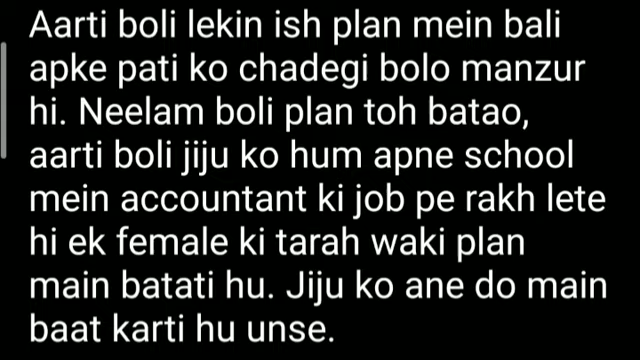 Aarti boli lekin ish plan mein bali
apke pati ko chadegi bolo manzur
hi. Neelam boli plan toh batao,
aarti boli jiju ko hum apne school
mein accountant ki job pe rakh lete
hi ek female ki tarah waki plan
main batati hu. Jiju ko ane do main
baat karti hu unse.